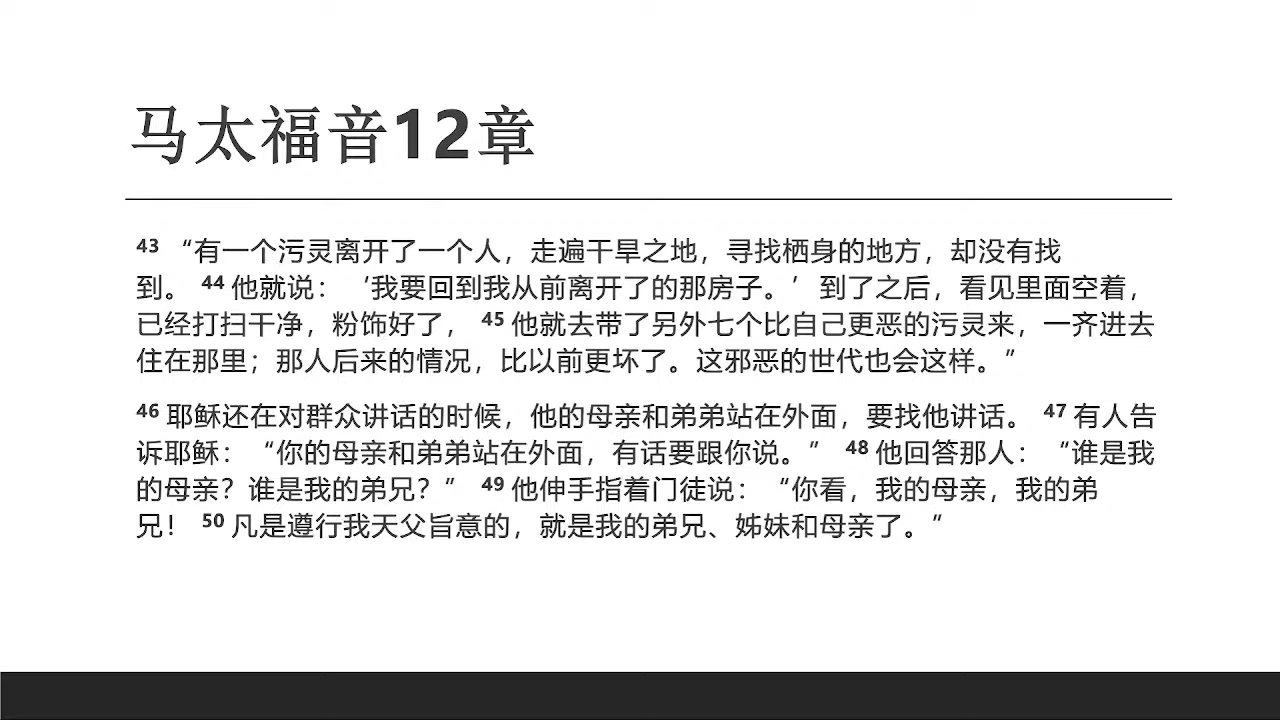 马太福音12章
43 “有一个污灵离开了一个人，走遍干旱之地，寻找栖身的地方，却没有找
到。 44 他就说：‘我要回到我从前离开了的那房子。’到了之后，看见里面空着，
已经打扫干净，粉饰好了， 45 他就去带了另外七个比自己更恶的污灵来，一齐进去
住在那里；那人后来的情况，比以前更坏了。这邪恶的世代也会这样。”
46 耶稣还在对群众讲话的时候，他的母亲和弟弟站在外面，要找他讲话。 47 有人告
诉耶稣：“你的母亲和弟弟站在外面，有话要跟你说。” 48 他回答那人：“谁是我
的母亲？谁是我的弟兄？” 49 他伸手指着门徒说：“你看，我的母亲，我的弟
兄！ 50 凡是遵行我天父旨意的，就是我的弟兄、姊妹和母亲了。”